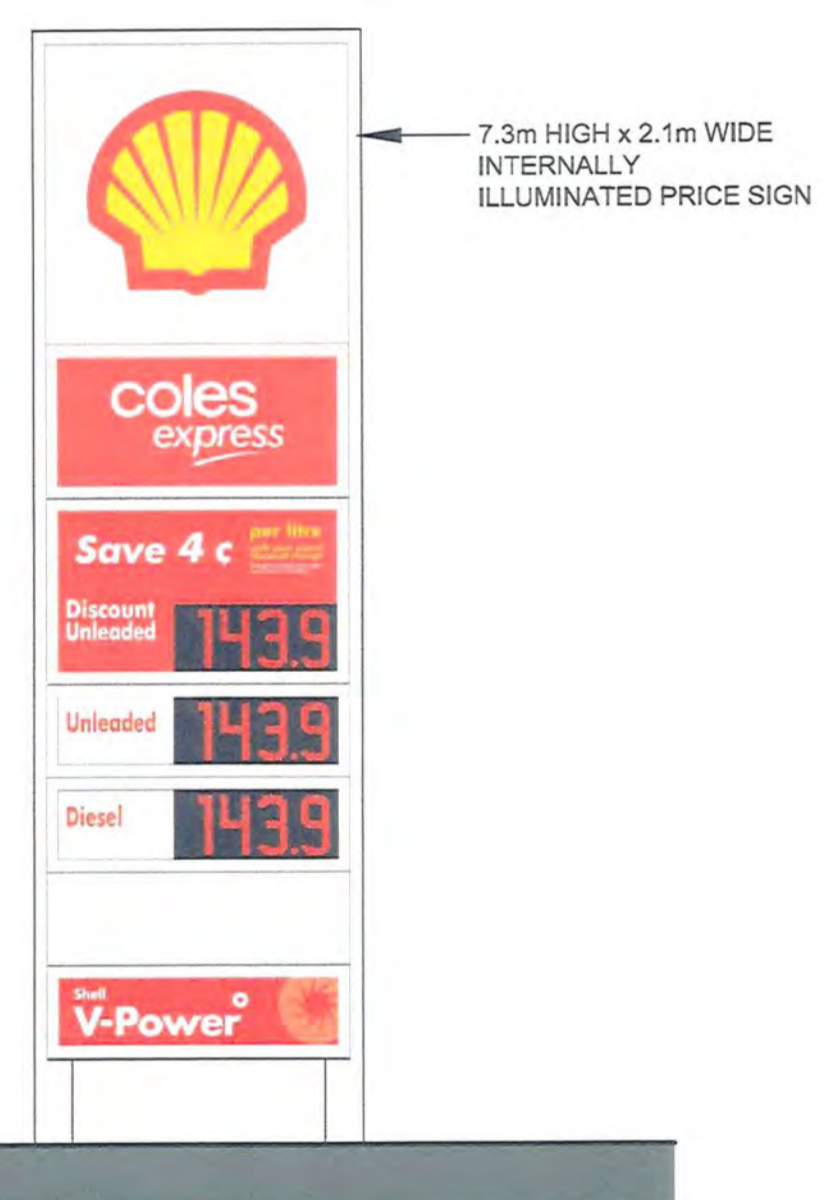 7.3m HIGH x 2.1m WIDE
INTERNALLY
ILLUMINATED PRICE SIGN
coles
express
Save 4 c
per litre
Discount
Unleaded
143.9
Unleaded
143.9
Diesel
143.9
Shell
V-Power